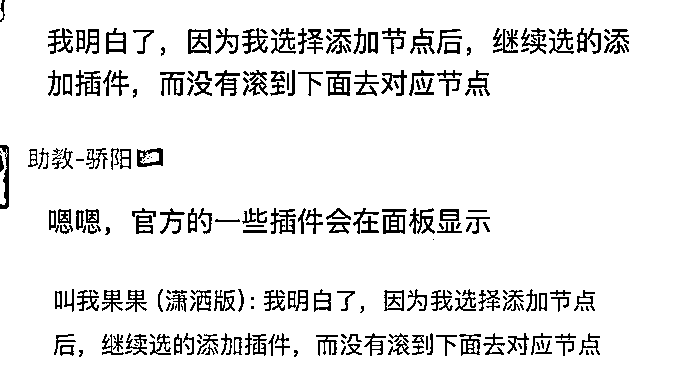 我明白了，因为我选择添加节点后，继续选的添
加插件，而没有滚到下面去对应节点
助教-骄阳
嗯嗯，官方的一些插件会在面板显示
叫我果果（潇洒版）：我明白了，因为我选择添加节点
后，继续选的添加插件，而没有滚到下面去对应节点